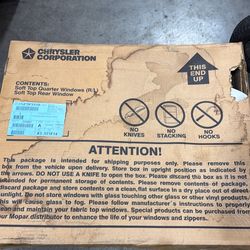 CHRYSLER
CORPORATION
THIS
END
UP
CONTENTS:
Soft Top Quarter Windows (R/L)
Soft Top Rear Window
NO
KNIVES
NO
STACKING
NO
HOOKS
ATTENTION!
This package is intended for shipping purposes only. Please remove this
box from the vehicle upon delivery. Store box in upright position as indicated by
the arrows. DO NOT USE A KNIFE to open the box. Please discard this box as it is not
intended for permanent storage of contents. Please remove contents of package,
discard package and store contents on a clean, flat surface in a dry place out of direct
sunlight. Do not store windows with glass touching other glass or other vinyl products,
this will cause glass to fog. Please follow manufacturer's instructions to properly
clean and maintain your fabric top windows. Special products can be purchased from
your Mopar distributor to enhance the life of your windows and zippers.